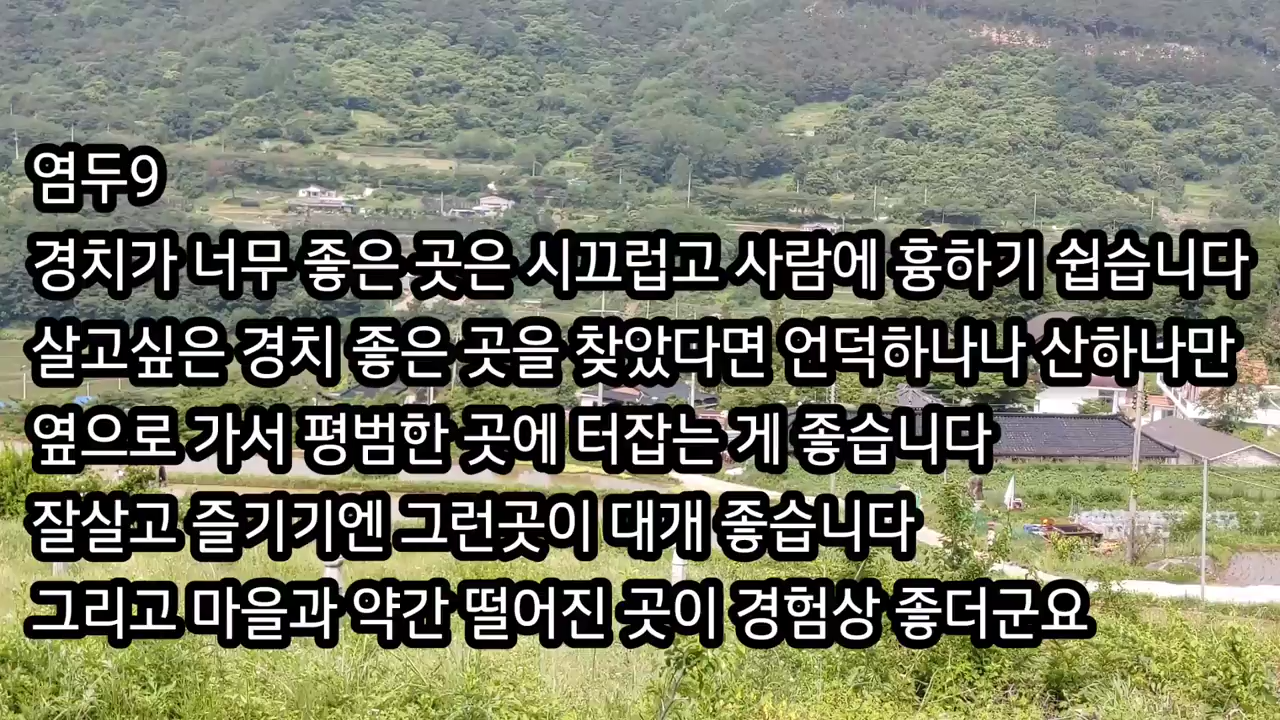 염두9
경치가 너무 좋은 곳은 시끄럽고 사람에 흉하기 쉽습니다
살고싶은 경치 좋은 곳을 찾았다면 언덕하나나 산하나만
옆으로 가서 평범한 곳에 터잡는 게 좋습니다
잘살고 즐기기엔 그런곳이 대개 좋습니다
그리고 마을과 약간 떨어진 곳이 경험상 좋더군요